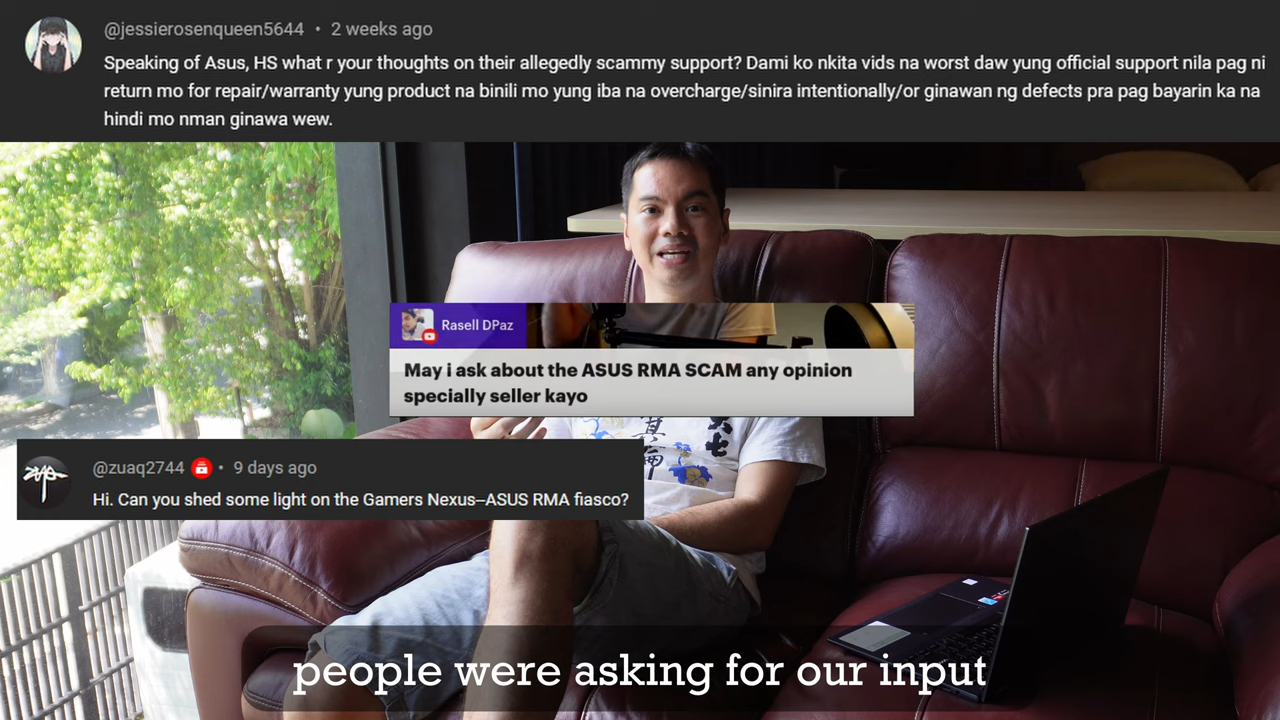 @jessierosenqueen5644 • 2 weeks ago
Speaking of Asus, HS what r your thoughts on their allegedly scammy support? Dami ko nkita vids na worst daw yung official support nila pag ni
return mo for repair/warranty yung product na binili mo yung iba na overcharge/sinira intentionally/or ginawan ng defects pra pag bayarin ka na
hindi mo nman ginawa wew.
Rasell DPaz
May i ask about the ASUS RMA SCAM any opinion
specially seller kayo
@zuaq2744 • 9 days ago
Hi. Can you shed some light on the Gamers Nexus–ASUS RMA fiasco?
people were asking for our input